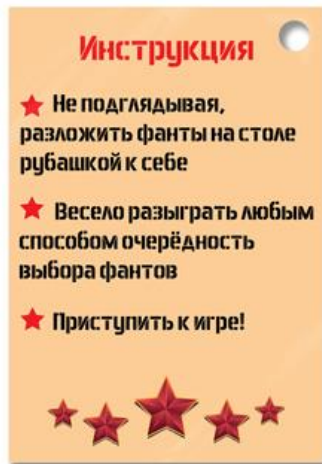 Инструкция
Не подглядывая,
разложить фанты на столе
рубашкой к себе
Весело разыграть любым
способом очерёдность
выбора фантов
Приступить к игре!